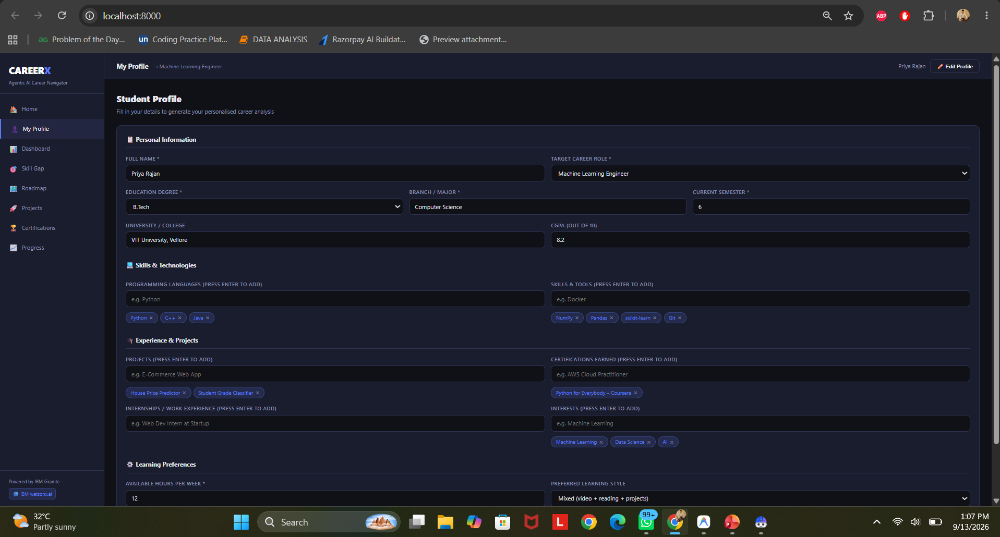 localhost:8000
ABP
Problem of the Day...
un Coding Practice Plat...
DATA ANALYSIS
Razorpay AI Buildat...
Preview attachment...
CAREERX
Agentic AI Career Navigator
Home
My Profile
Dashboard
Skill Gap
Roadmap
Projects
Certifications
Progress
Powered by IBM Granite
IBM watsonx.ai
My Profile → Machine Learning Engineer
Priya Rajan
Edit Profile
Student Profile
Fill in your details to generate your personalised career analysis
Personal Information
FULL NAME *
Priya Rajan
TARGET CAREER ROLE *
Machine Learning Engineer
EDUCATION DEGREE *
B.Tech
BRANCH / MAJOR *
Computer Science
CURRENT SEMESTER *
6
UNIVERSITY / COLLEGE
VIT University, Vellore
CGPA (OUT OF 10)
8.2
Skills & Technologies
PROGRAMMING LANGUAGES (PRESS ENTER TO ADD)
e.g. Python
Python × C++ × Java ×
SKILLS & TOOLS (PRESS ENTER TO ADD)
e.g. Docker
NumPy × Pandas × scikit-learn × Git ×
Experience & Projects
PROJECTS (PRESS ENTER TO ADD)
e.g. E-Commerce Web App
House Price Predictor × Student Grade Classifier ×
CERTIFICATIONS EARNED (PRESS ENTER TO ADD)
e.g. AWS Cloud Practitioner
Python for Everybody – Coursera ×
INTERNSHIPS / WORK EXPERIENCE (PRESS ENTER TO ADD)
e.g. Web Dev Intern at Startup
INTERESTS (PRESS ENTER TO ADD)
e.g. Machine Learning
Machine Learning × Data Science × AI ×
Learning Preferences
AVAILABLE HOURS PER WEEK *
12
PREFERRED LEARNING STYLE
Mixed (video + reading + projects)
32°C
Partly sunny
Search
L
99+
P
1:07 PM
9/13/2026